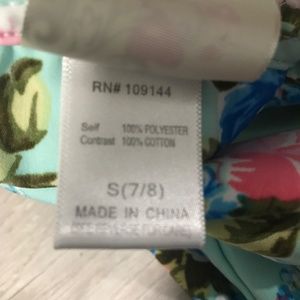 RN# 109144
Self 100% POLYESTER
Contrast 100% COTTON
S(7/8)
MADE IN CHINA